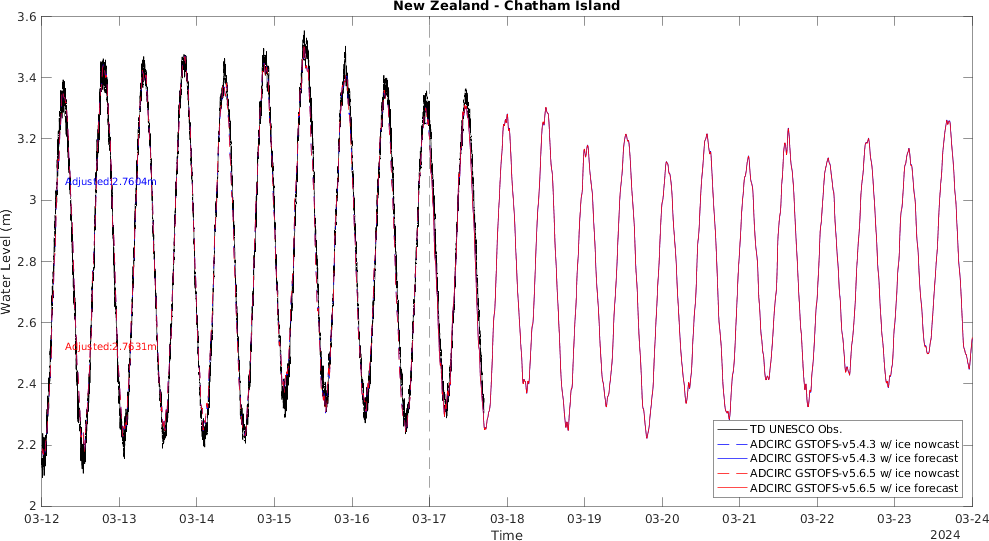 New Zealand - Chatham Island
Water Level (m)
3.6
3.4
3.2
3
2.8
2.6
2.4
2.2
2
Adjusted:2.7604m
Adjusted:2.7631m
TD UNESCO Obs.
ADCIRC GSTOFS-v5.4.3 w/ ice nowcast
ADCIRC GSTOFS-v5.4.3 w/ ice forecast
ADCIRC GSTOFS-v5.6.5 w/ ice nowcast
ADCIRC GSTOFS-v5.6.5 w/ ice forecast
03-12 03-13 03-14 03-15 03-16 03-17 03-18 03-19 03-20 03-21 03-22 03-23 03-24
Time
2024